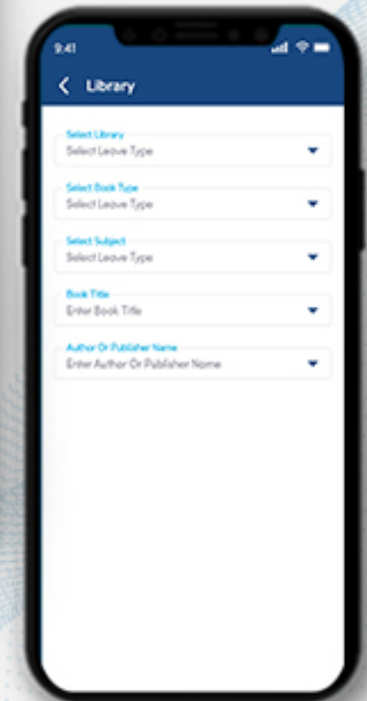 9:41
Library
Select Library
Select Leave Type
Select Book Type
Select Leave Type
Select Subject
Select Leave Type
Book Title
Enter Book Title
Author Or Publisher Name
Enter Author Or Publisher Name